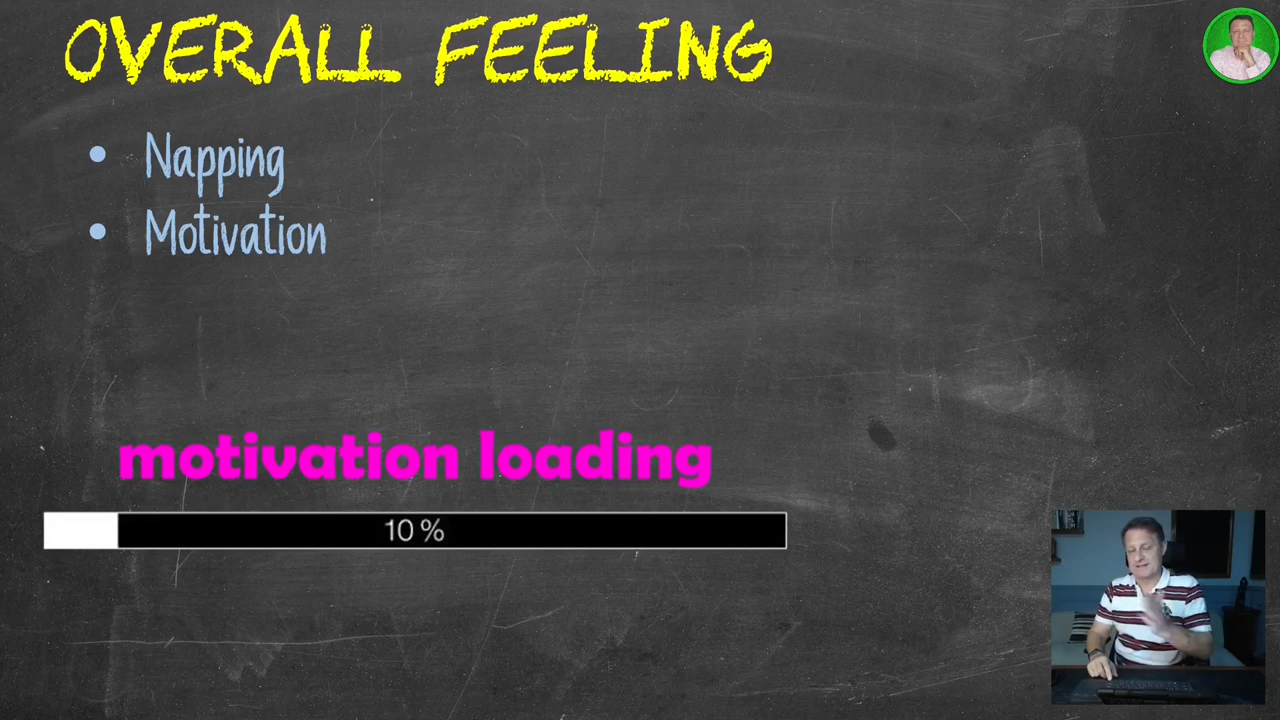 OVERALL FEELING
• Napping
• Motivation
motivation loading
10 %